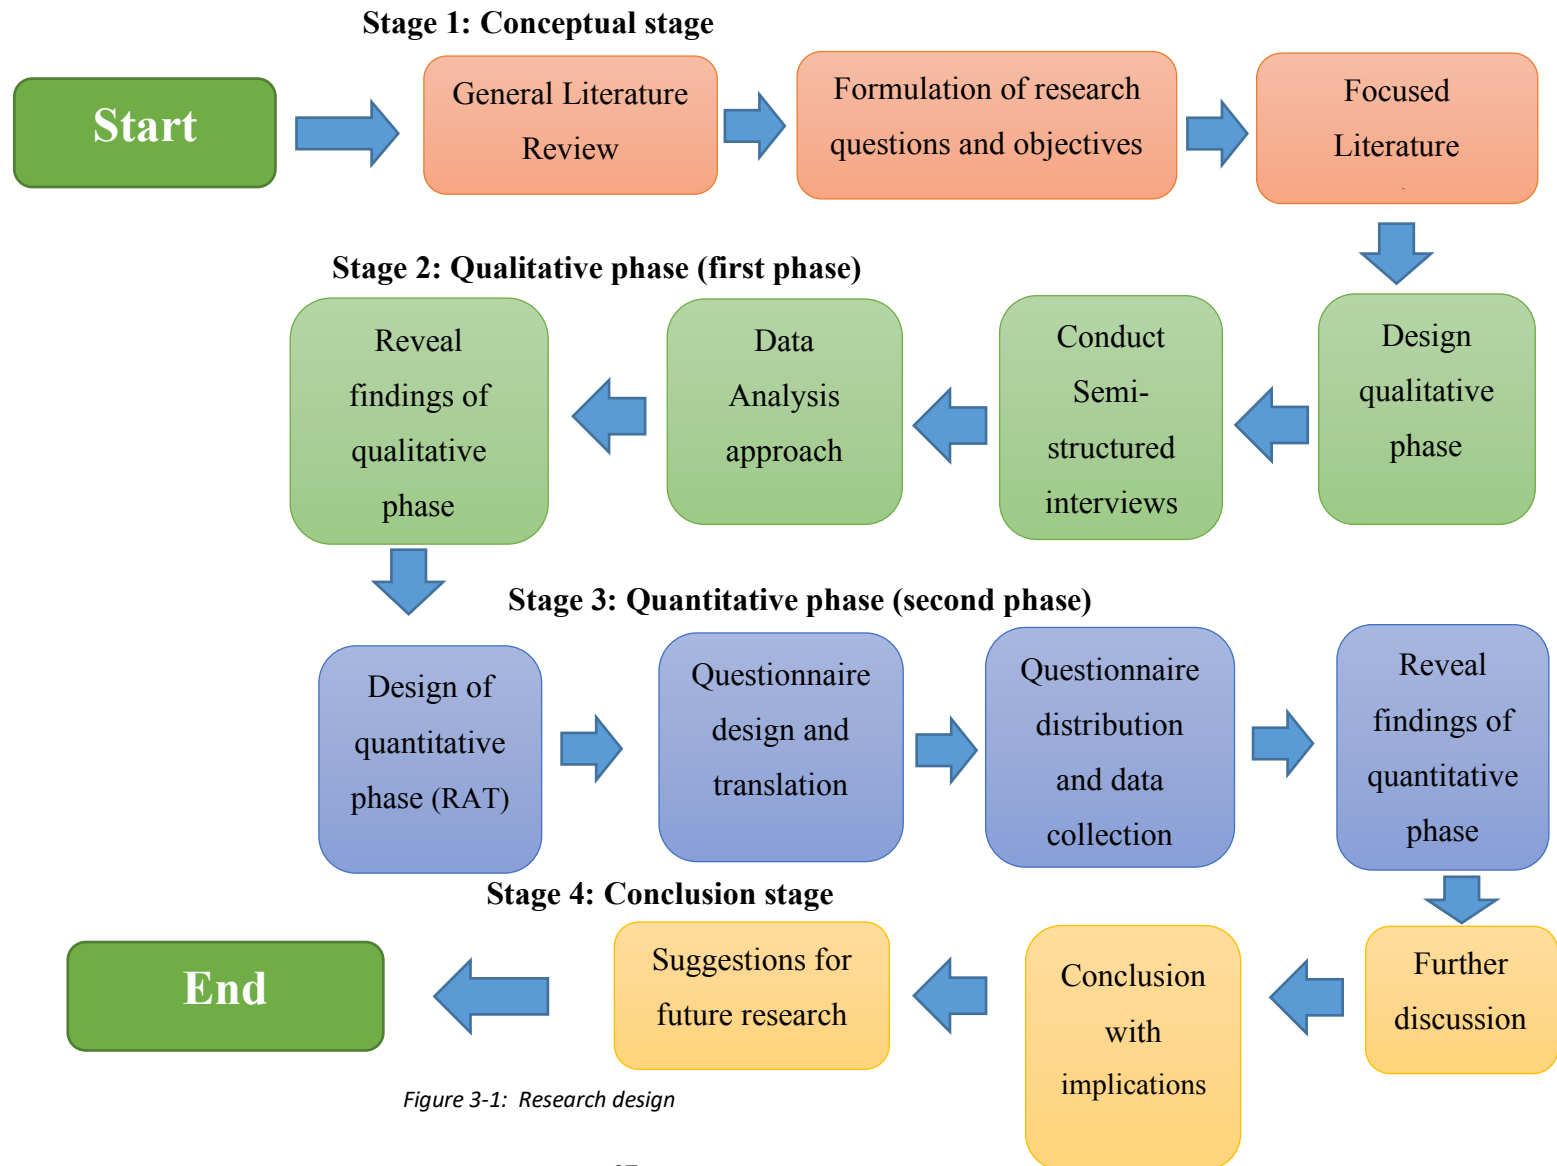 Stage 1: Conceptual stage
Start
General Literature
Review
Formulation of research
questions and objectives
Focused
Literature
Stage 2: Qualitative phase (first phase)
Design
qualitative
phase
Conduct
Semi-
structured
interviews
Data
Analysis
approach
Reveal
findings of
qualitative
phase
Stage 3: Quantitative phase (second phase)
Design of
quantitative
phase (RAT)
Questionnaire
design and
translation
Questionnaire
distribution
and data
collection
Reveal
findings of
quantitative
phase
Stage 4: Conclusion stage
Further
discussion
Conclusion
with
implications
Suggestions for
future research
End
Figure 3-1: Research design